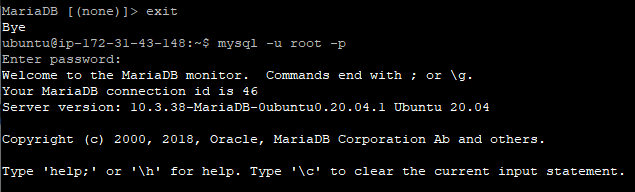 MariaDB [(none)]> exit
Bye
ubuntu@ip-172-31-43-148:~$ mysql -u root -p
Enter password:
Welcome to the MariaDB monitor.  Commands end with ; or \g.
Your MariaDB connection id is 46
Server version: 10.3.38-MariaDB-0ubuntu0.20.04.1 Ubuntu 20.04
Copyright (c) 2000, 2018, Oracle, MariaDB Corporation Ab and others.
Type 'help;' or '\h' for help. Type '\c' to clear the current input statement.